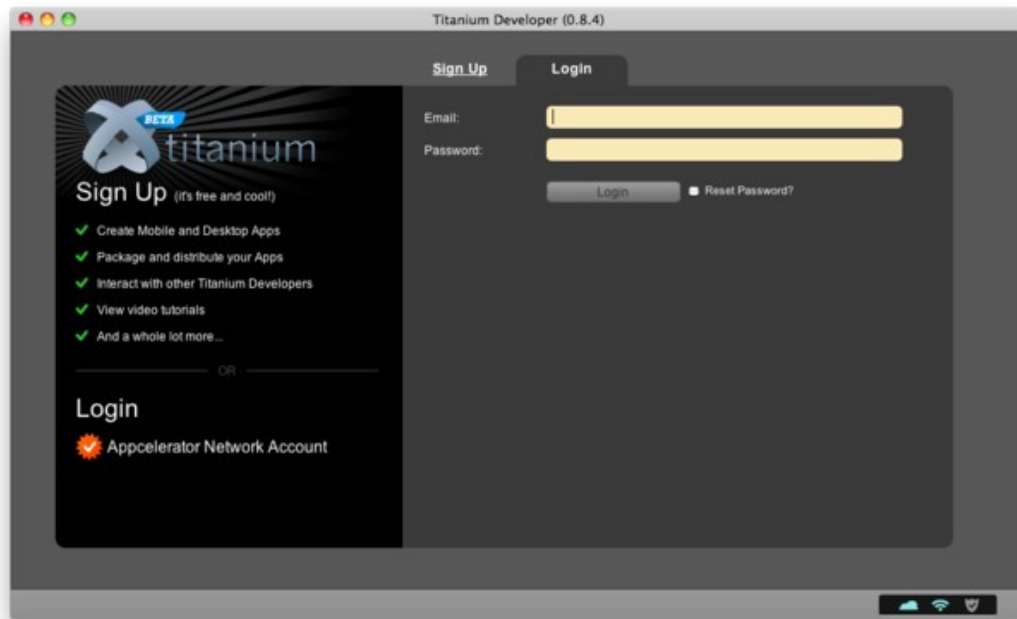 Titanium Developer (0.8.4)
Sign Up Login
BETA
titanium
Sign Up (it's free and cool!)
Create Mobile and Desktop Apps
Package and distribute your Apps
Interact with other Titanium Developers
View video tutorials
And a whole lot more...
OR
Login
Appcelerator Network Account
Email:
Password:
Login Reset Password?